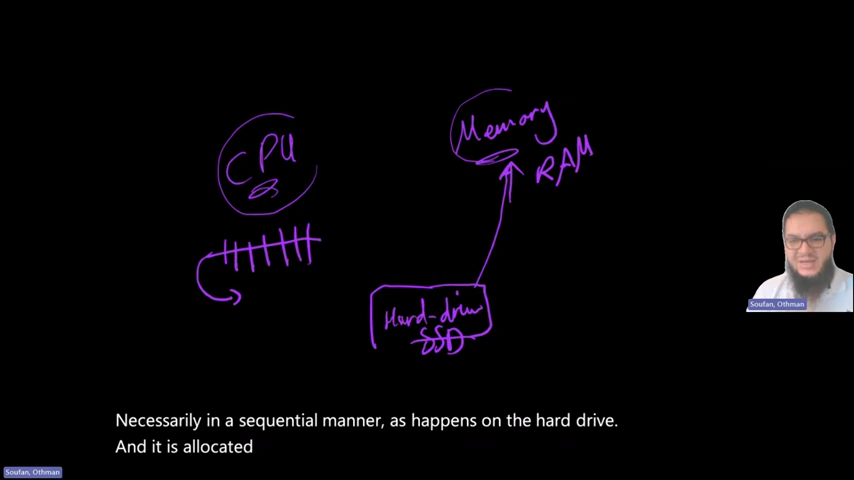 Memory
CPU
RAM
Hard-drive
SSD
Soufan, Othman
Necessarily in a sequential manner, as happens on the hard drive.
And it is allocated
Soufan, Othman